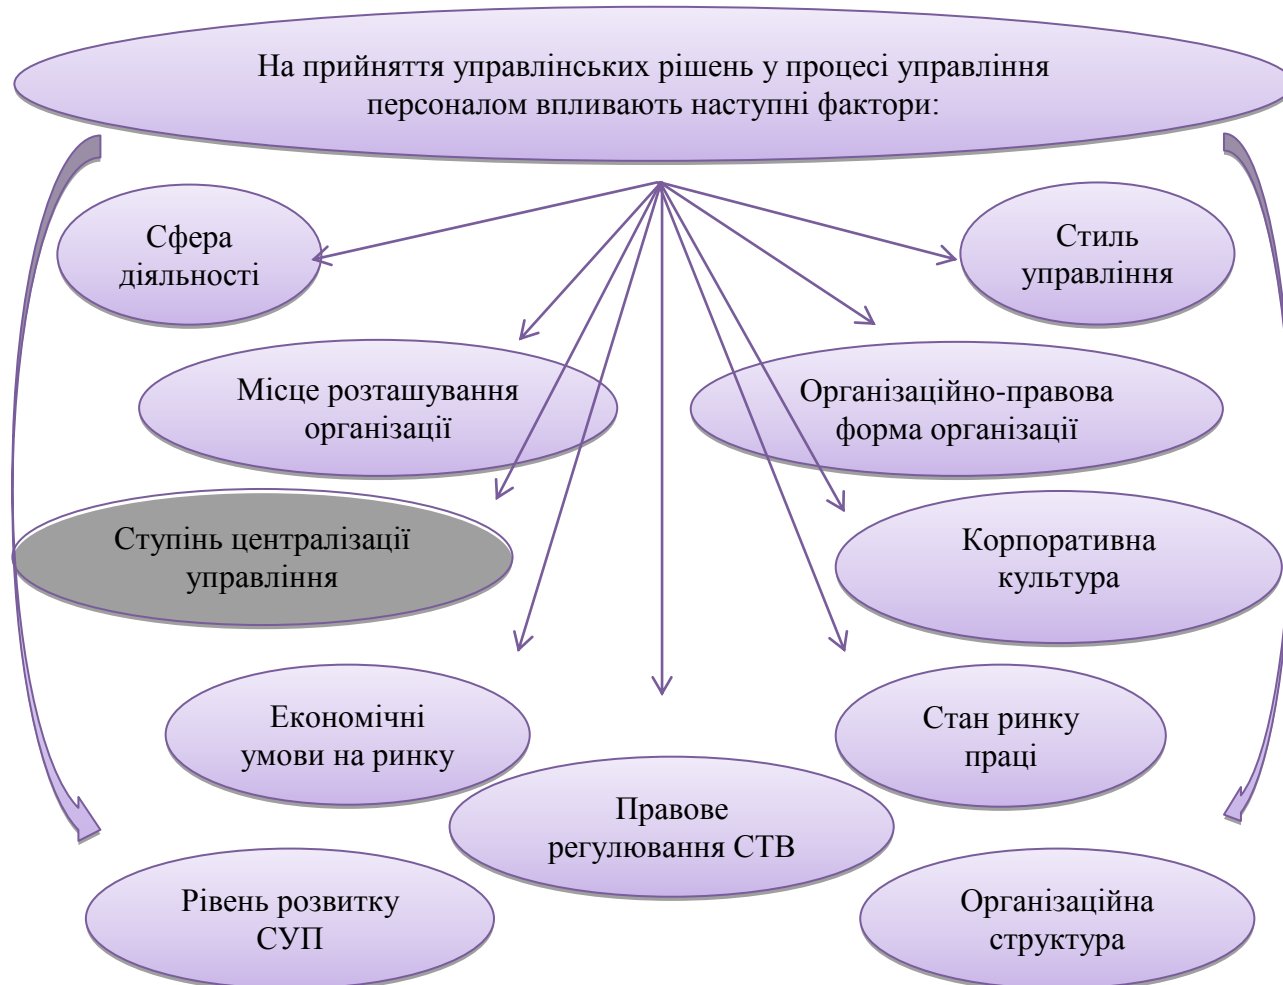 На прийняття управлінських рішень у процесі управління
персоналом впливають наступні фактори:
Сфера
діяльності
Стиль
управління
Місце розташування
організації
Організаційно-правова
форма організації
Ступінь централізації
управління
Корпоративна
культура
Економічні
умови на ринку
Стан ринку
праці
Правове
регулювання СТВ
Рівень розвитку
СУП
Організаційна
структура